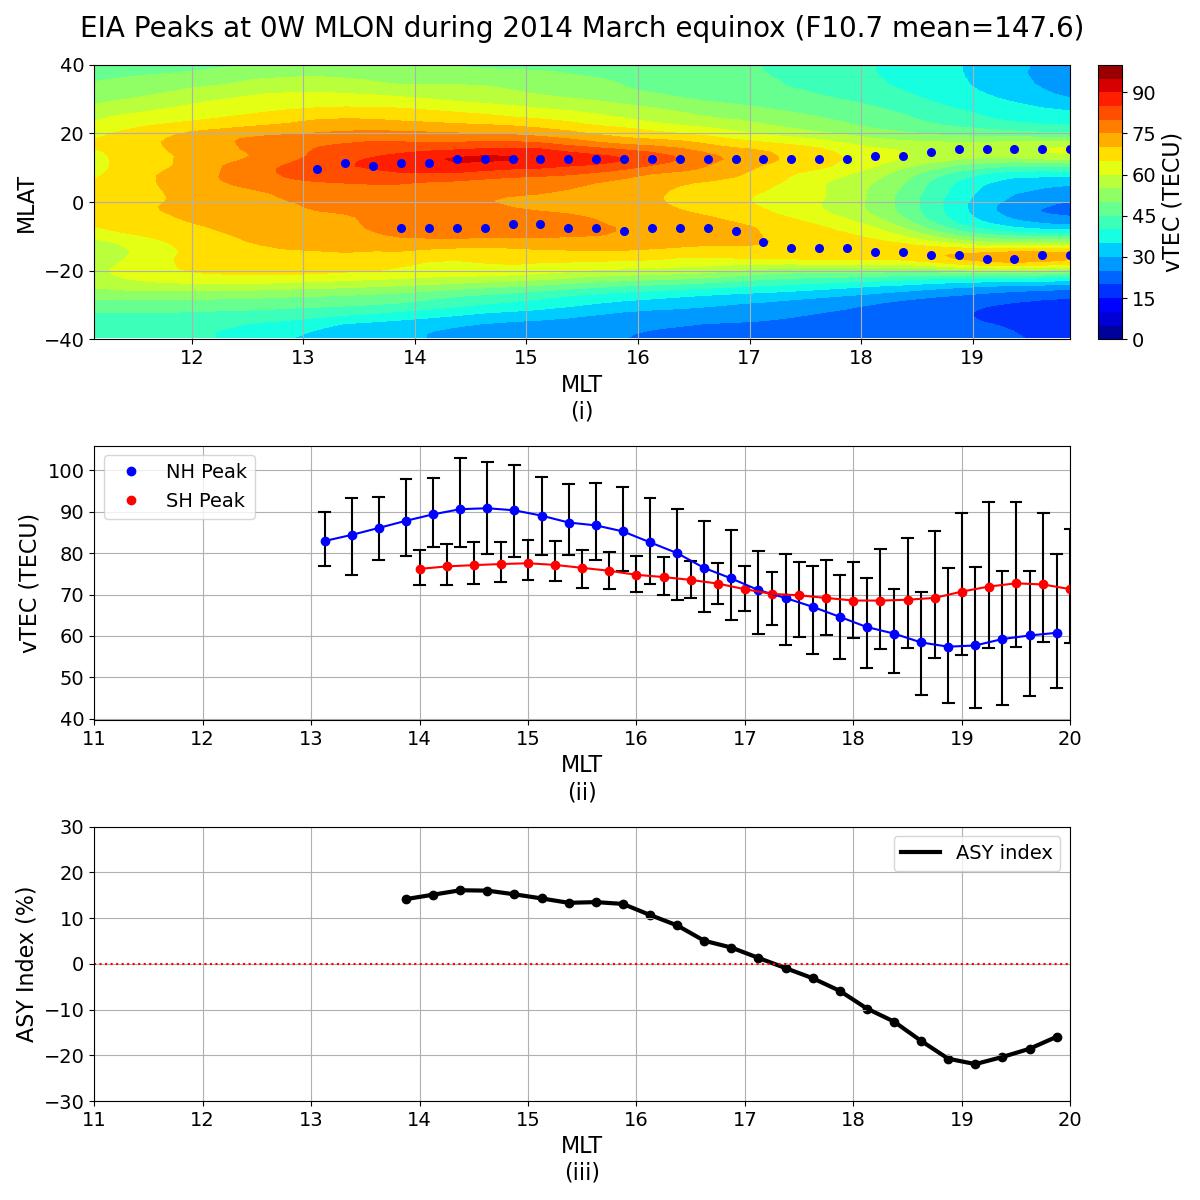 EIA Peaks at 0W MLON during 2014 March equinox (F10.7 mean=147.6)
40
20
0
−20
−40
MLAT
12 13 14 15 16 17 18 19
MLT
(i)
90
75
60
45
30
15
0
vTEC (TECU)
NH Peak
SH Peak
100
90
80
70
60
50
40
vTEC (TECU)
11 12 13 14 15 16 17 18 19 20
MLT
(ii)
ASY index
30
20
10
0
−10
−20
−30
ASY Index (%)
11 12 13 14 15 16 17 18 19 20
MLT
(iii)